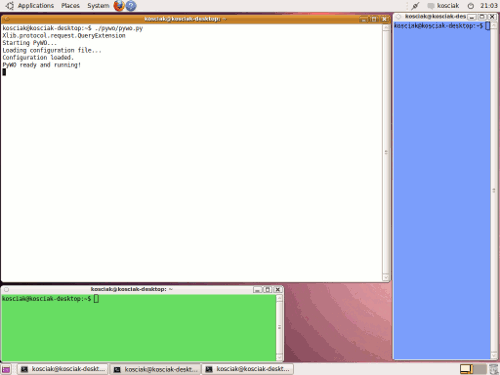 Applications Places System
kosciak 21:03
kosciak@kosciak-desktop: ~
kosciak@kosciak-desktop:~$ ./pywo/pywo.py
Xlib.protocol.request.QueryExtension
Starting PyWO...
Loading configuration file...
Configuration loaded.
PyWO ready and running!
kosciak@kosciak-des
kosciak@kosciak-desktop:~$
kosciak@kosciak-desktop: ~
kosciak@kosciak-desktop:~$
kosciak@kosciak-deskt... kosciak@kosciak-deskt... kosciak@kosciak-deskt...